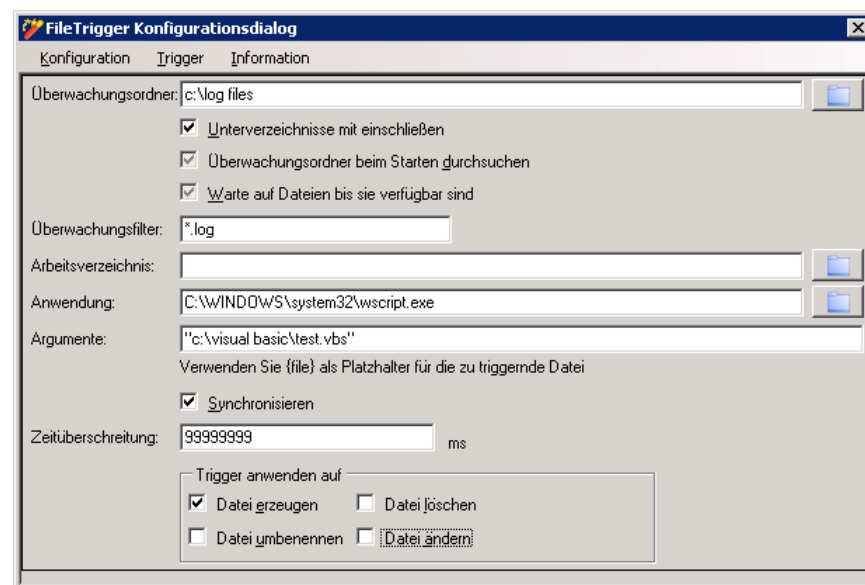 FileTrigger Konfigurationsdialog
Konfiguration Trigger Information
Überwachungsordner: c:\log files
Unterverzeichnisse mit einschließen
Überwachungsordner beim Starten durchsuchen
Warte auf Dateien bis sie verfügbar sind
Überwachungsfilter: *.log
Arbeitsverzeichnis:
Anwendung: C:\WINDOWS\system32\wscript.exe
Argumente: "c:\visual basic\test.vbs"
Verwenden Sie {file} als Platzhalter für die zu triggernde Datei
Synchronisieren
Zeitüberschreitung: 99999999 ms
Trigger anwenden auf
Datei erzeugen Datei löschen
Datei umbenennen Datei ändern